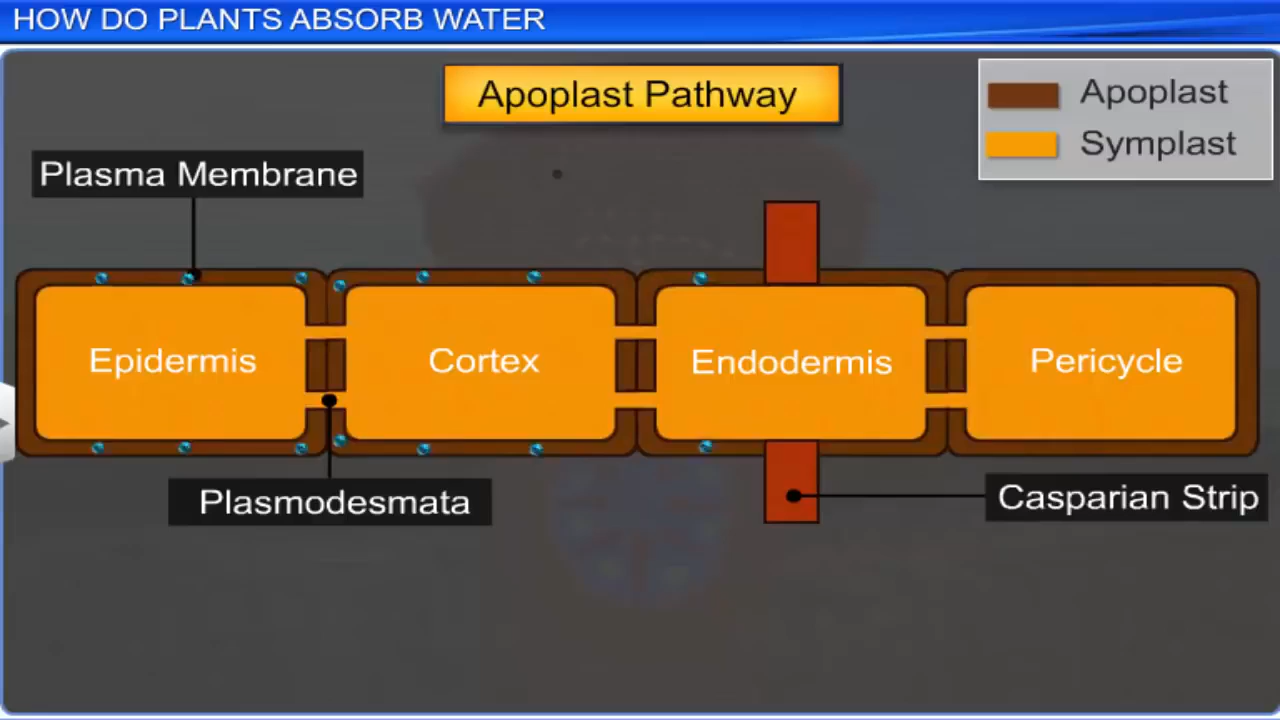 HOW DO PLANTS ABSORB WATER
Apoplast Pathway
Apoplast
Symplast
Plasma Membrane
Epidermis
Cortex
Endodermis
Pericycle
Plasmodesmata
Casparian Strip